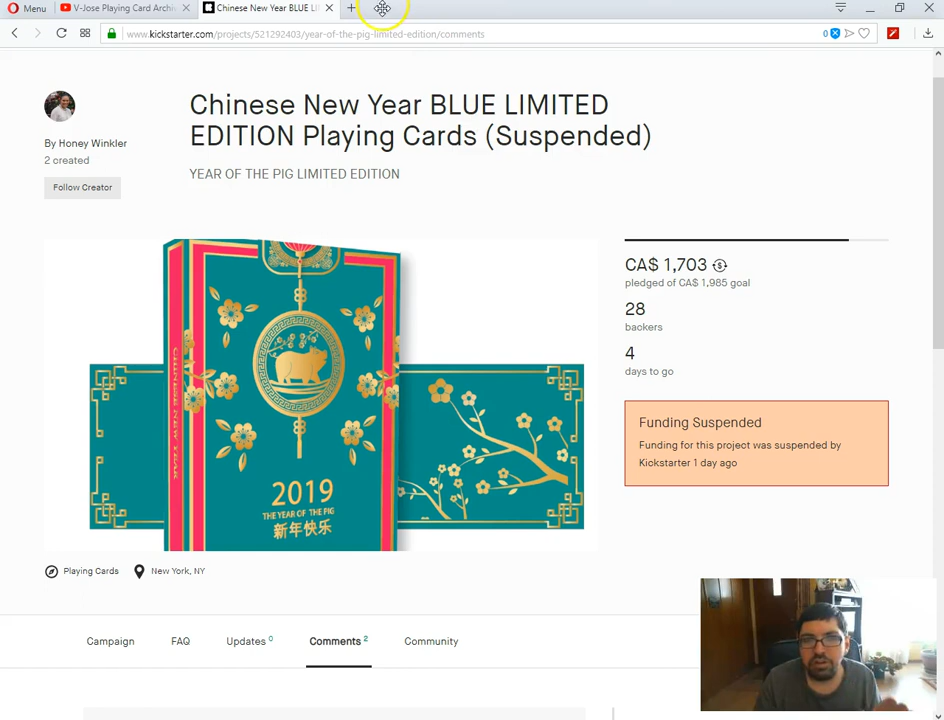 Menu
V-Jose Playing Card Archi
Chinese New Year BLUE LI
www.kickstarter.com/projects/521292403/year-of-the-pig-limited-edition/comments
0
By Honey Winkler
2 created
Follow Creator
Chinese New Year BLUE LIMITED
EDITION Playing Cards (Suspended)
YEAR OF THE PIG LIMITED EDITION
CHINESE NEW YEAR
2019
THE YEAR OF THE PIG
新年快乐
CA$ 1,703
pledged of CA$ 1,985 goal
28
backers
4
days to go
Funding Suspended
Funding for this project was suspended by
Kickstarter 1 day ago
Playing Cards
New York, NY
Campaign
FAQ
Updates 0
Comments 2
Community